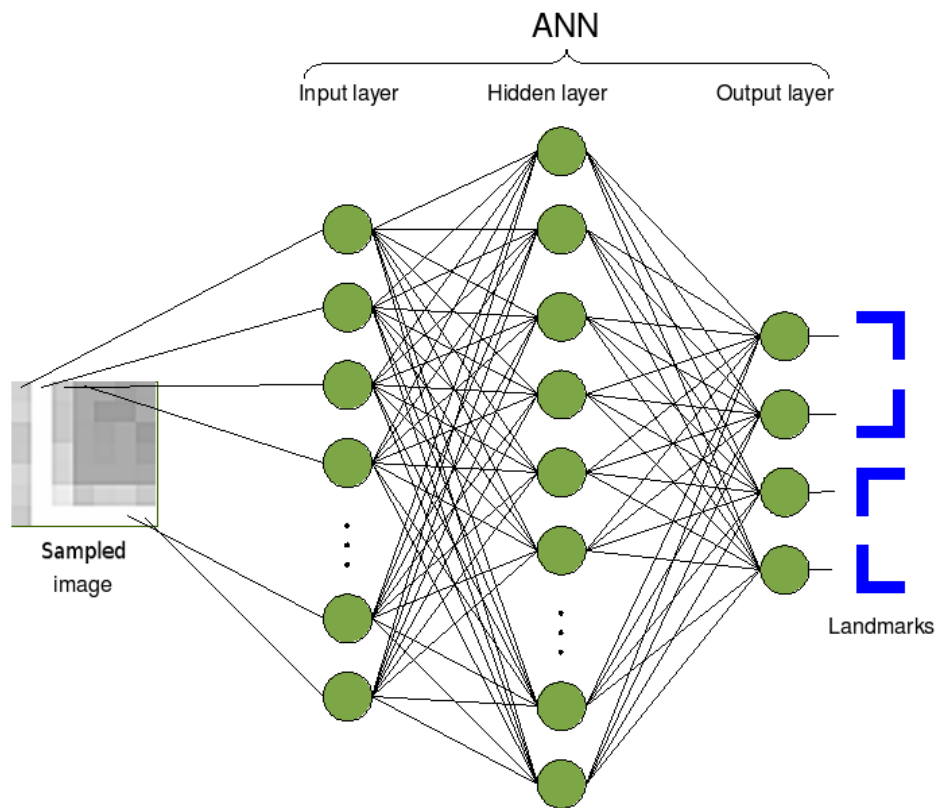 ANN
Input layer
Hidden layer
Output layer
Sampled
image
Landmarks